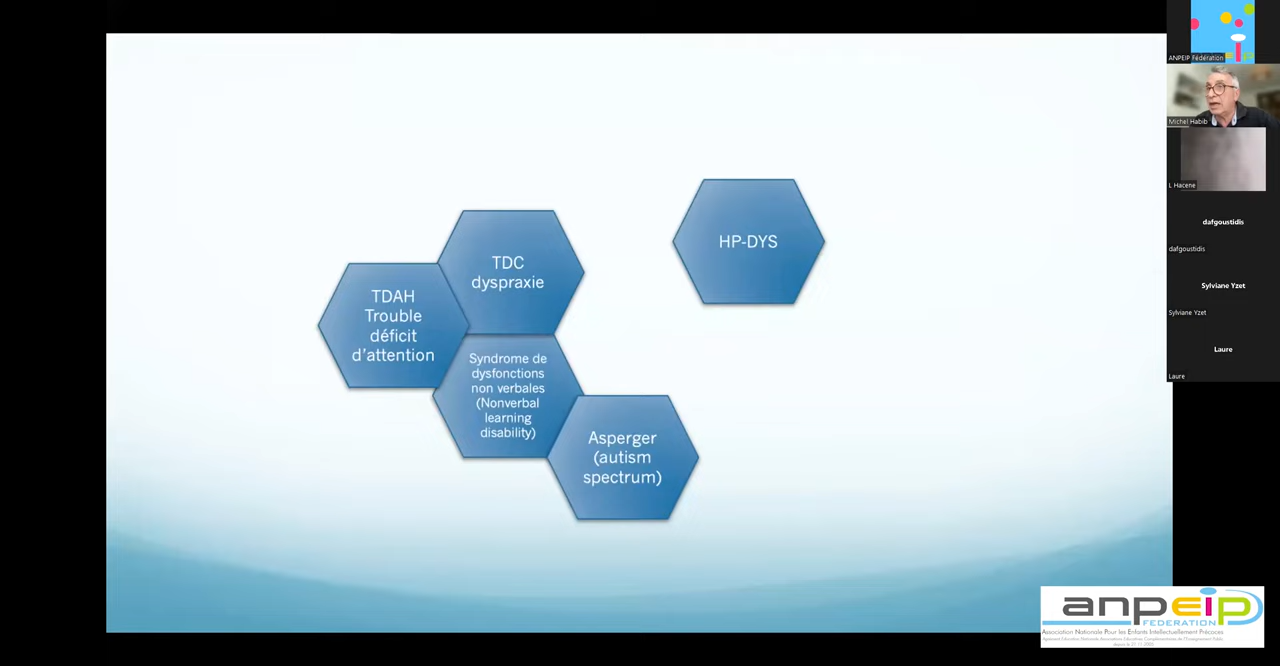 HP-DYS
TDC
dyspraxie
TDAH
Trouble
déficit
d'attention
Syndrome de
dysfonctions
non verbales
(Nonverbal
learning
disability)
Asperger
(autism
spectrum)
ANPEIP Fédération
Michel Habib
L Hacene
dafgoustidis
dafgoustidis
Sylviane Yzet
Sylviane Yzet
Laure
Laure
anpeip
FEDERATION
Association Nationale Pour les Enfants Intellectuellement Précoces